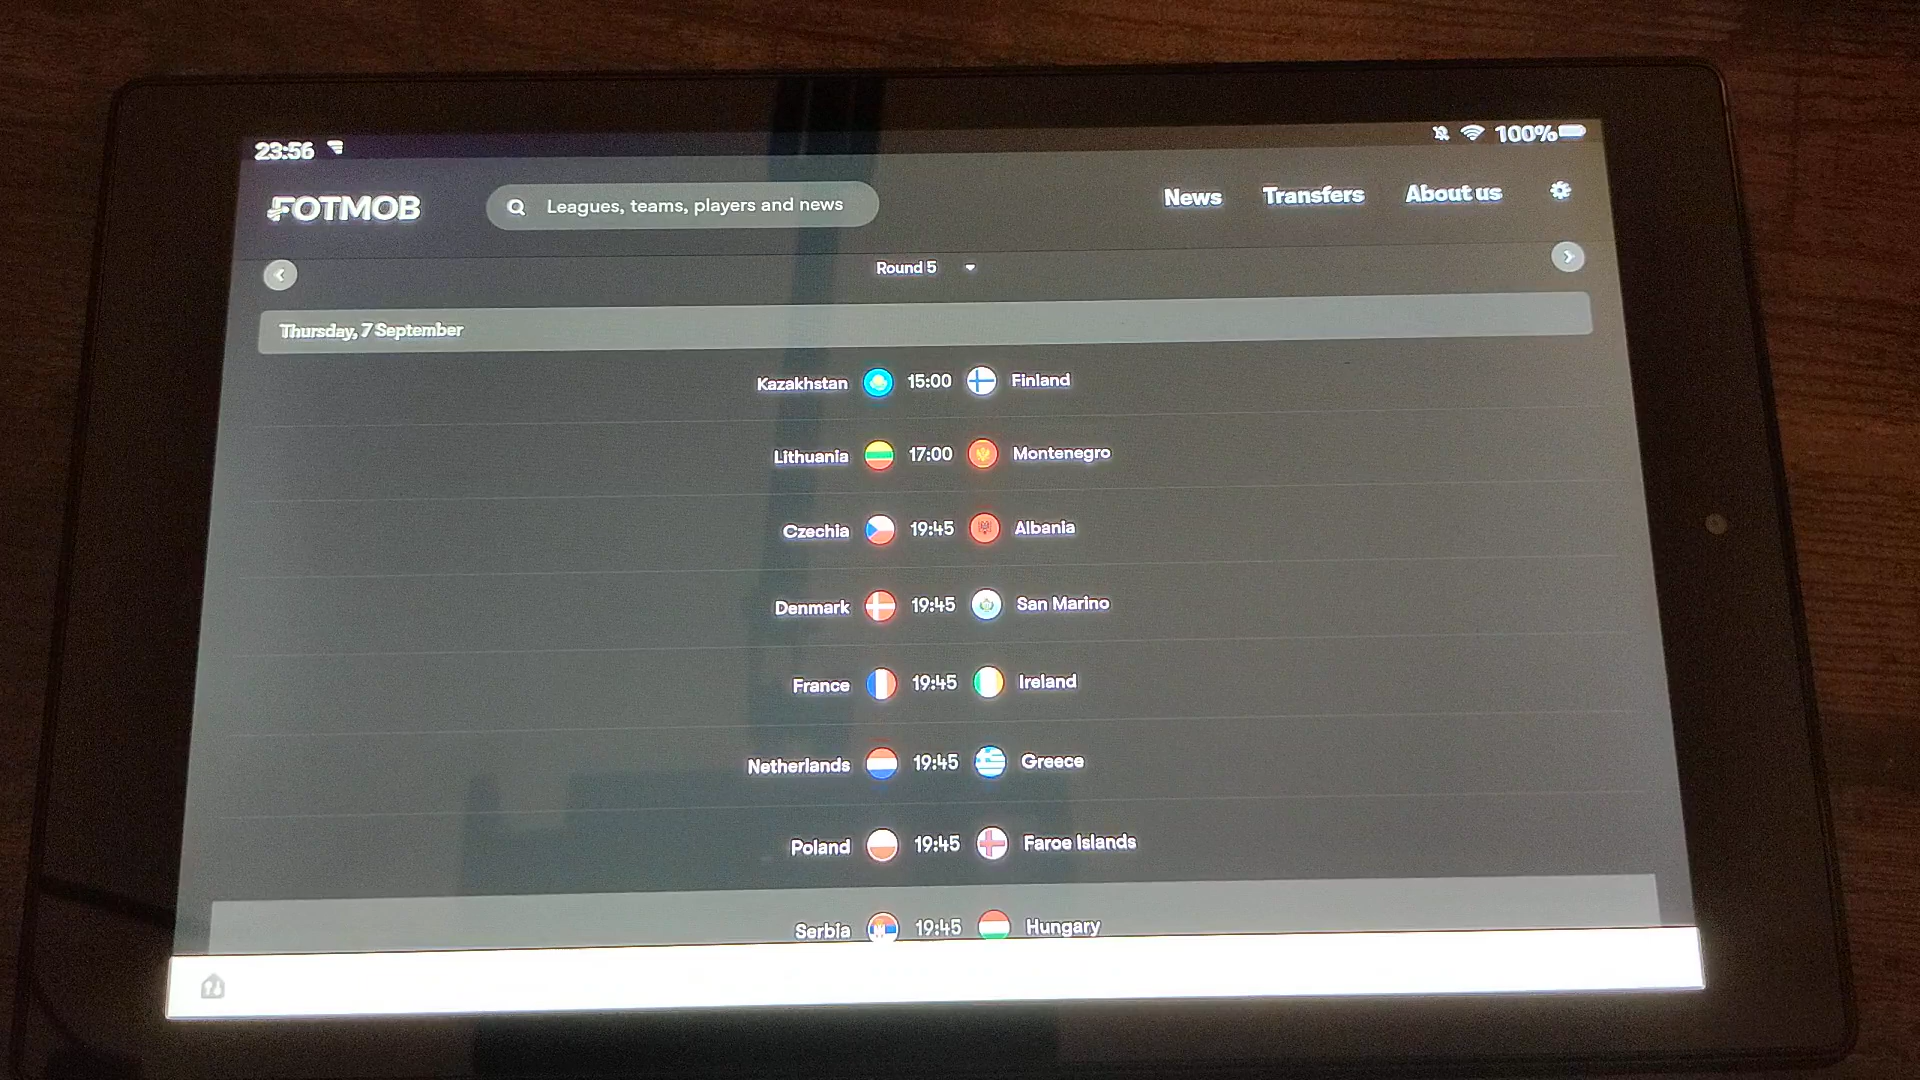 23:56 100%
FOTMOB Leagues, teams, players and news News Transfers About us
Round 5
Thursday, 7 September
Kazakhstan 15:00 Finland
Lithuania 17:00 Montenegro
Czechia 19:45 Albania
Denmark 19:45 San Marino
France 19:45 Ireland
Netherlands 19:45 Greece
Poland 19:45 Faroe Islands
Serbia 19:45 Hungary